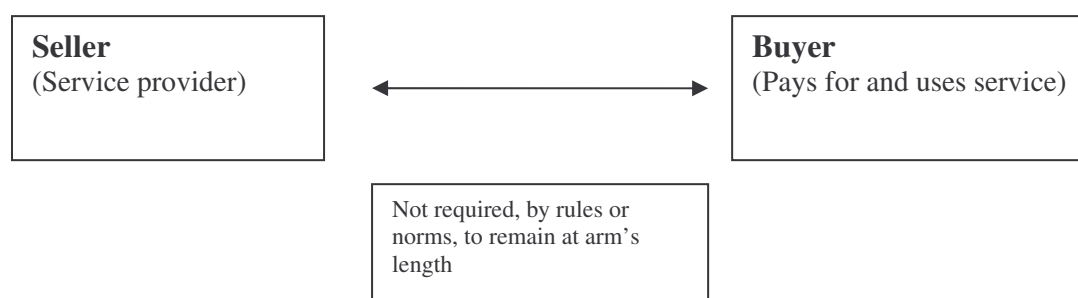 Seller
(Service provider)
Buyer
(Pays for and uses service)
Not required, by rules or
norms, to remain at arm’s
length